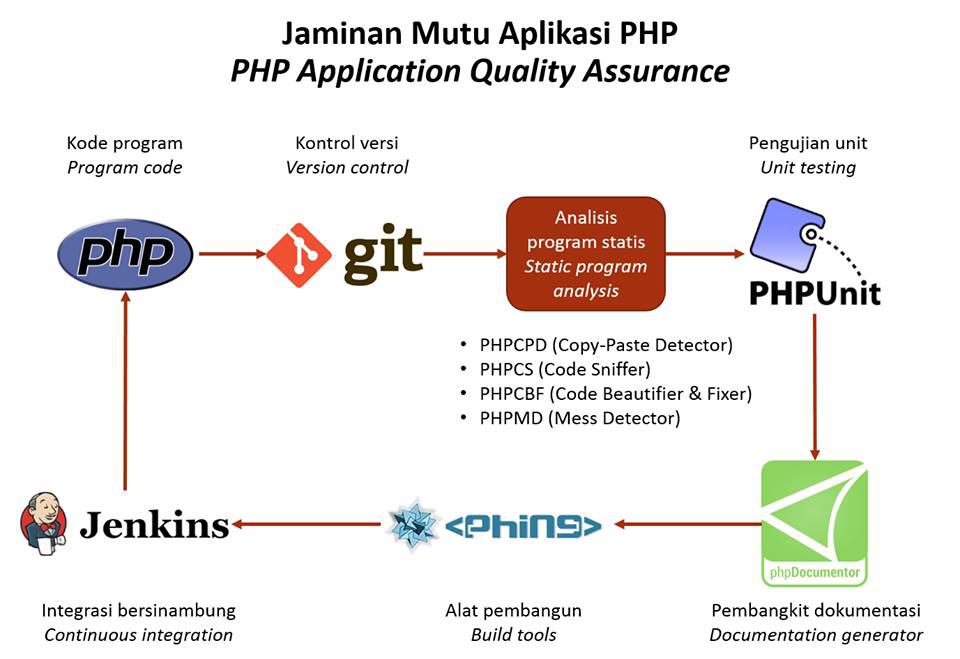 Jaminan Mutu Aplikasi PHP
PHP Application Quality Assurance
Kode program
Program code
Kontrol versi
Version control
Pengujian unit
Unit testing
php
git
Analisis
program statis
Static program
analysis
PHPUnit
• PHPCPD (Copy-Paste Detector)
• PHPCS (Code Sniffer)
• PHPCBF (Code Beautifier & Fixer)
• PHPMD (Mess Detector)
Jenkins
<PHING>
phpDocumentor
Integrasi bersinambung
Continuous integration
Alat pembangun
Build tools
Pembangkit dokumentasi
Documentation generator